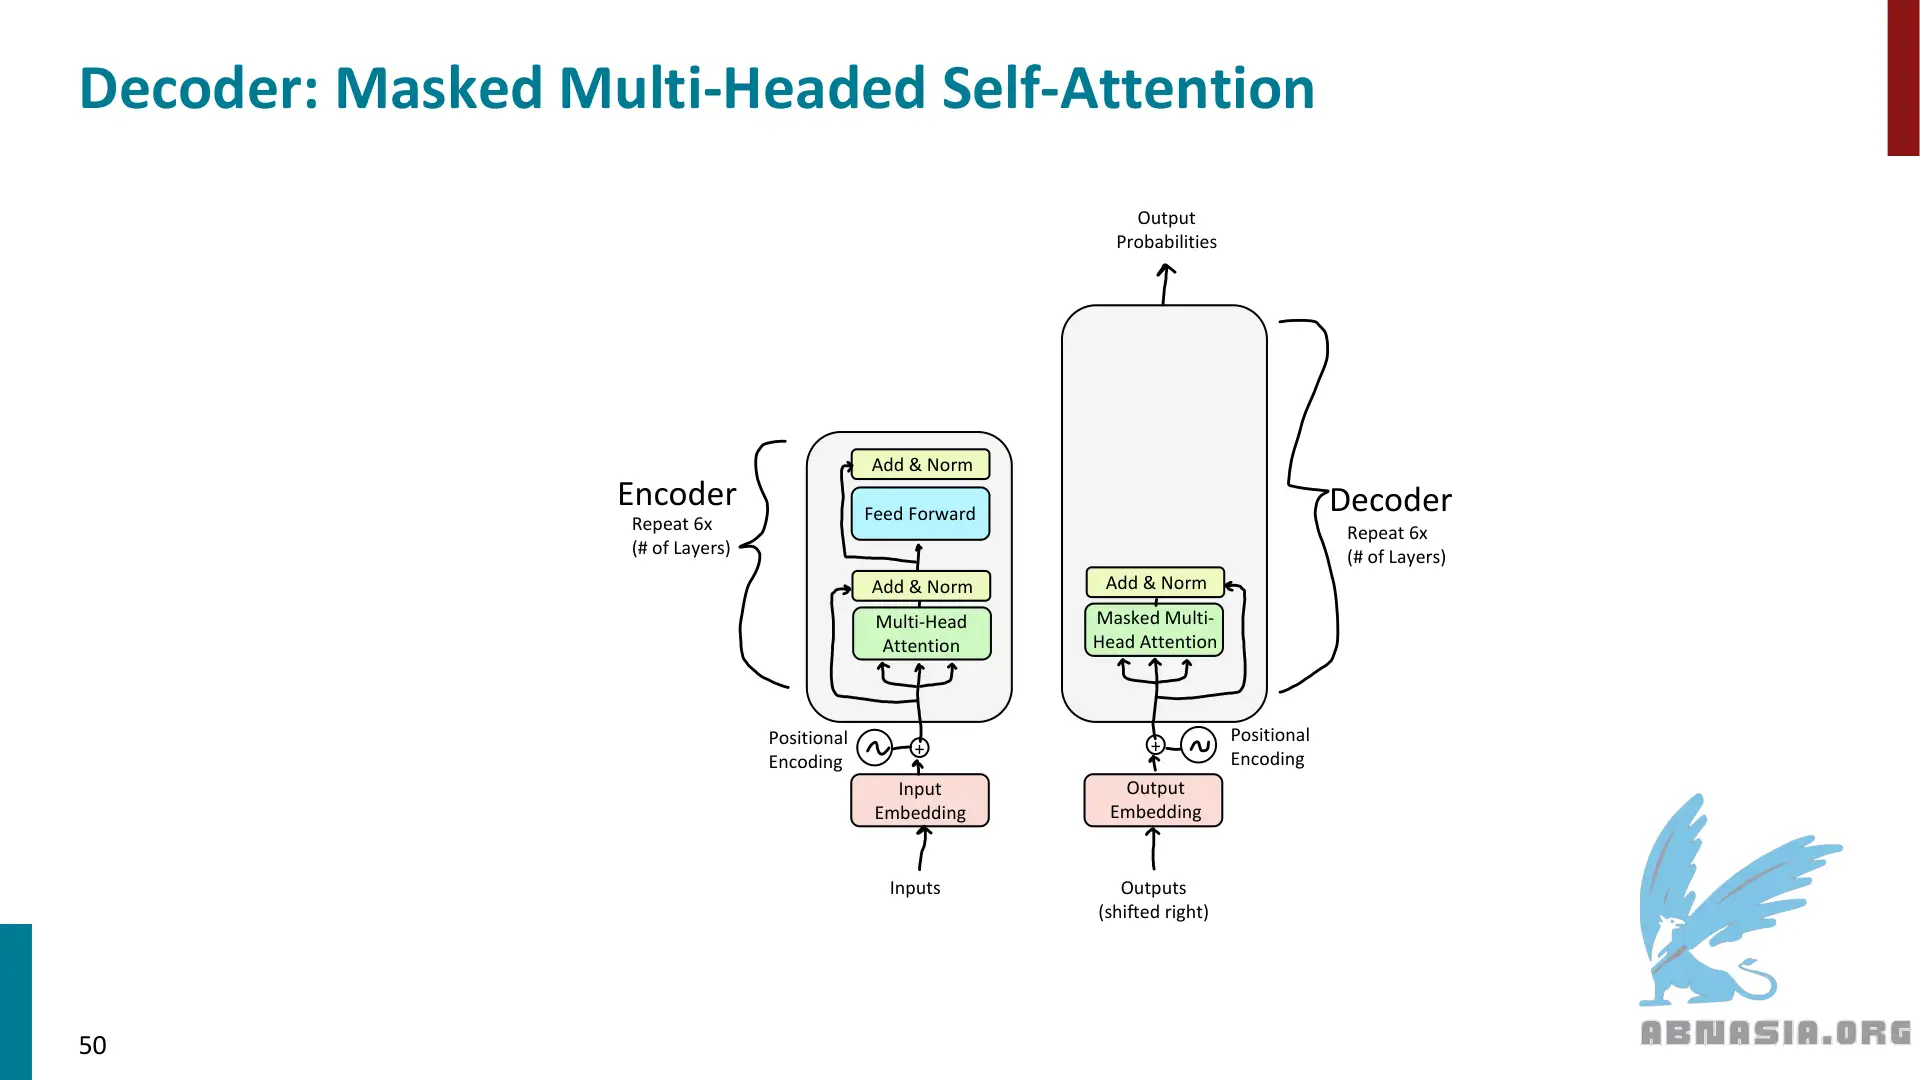 Decoder: Masked Multi-Headed Self-Attention
Output
Probabilities
Encoder
Repeat 6x
(# of Layers)
Add & Norm
Feed Forward
Add & Norm
Multi-Head
Attention
Positional
Encoding
+
Input
Embedding
Inputs
Decoder
Repeat 6x
(# of Layers)
Add & Norm
Masked Multi-
Head Attention
+
Positional
Encoding
Output
Embedding
Outputs
(shifted right)
50
ABNASIA.ORG